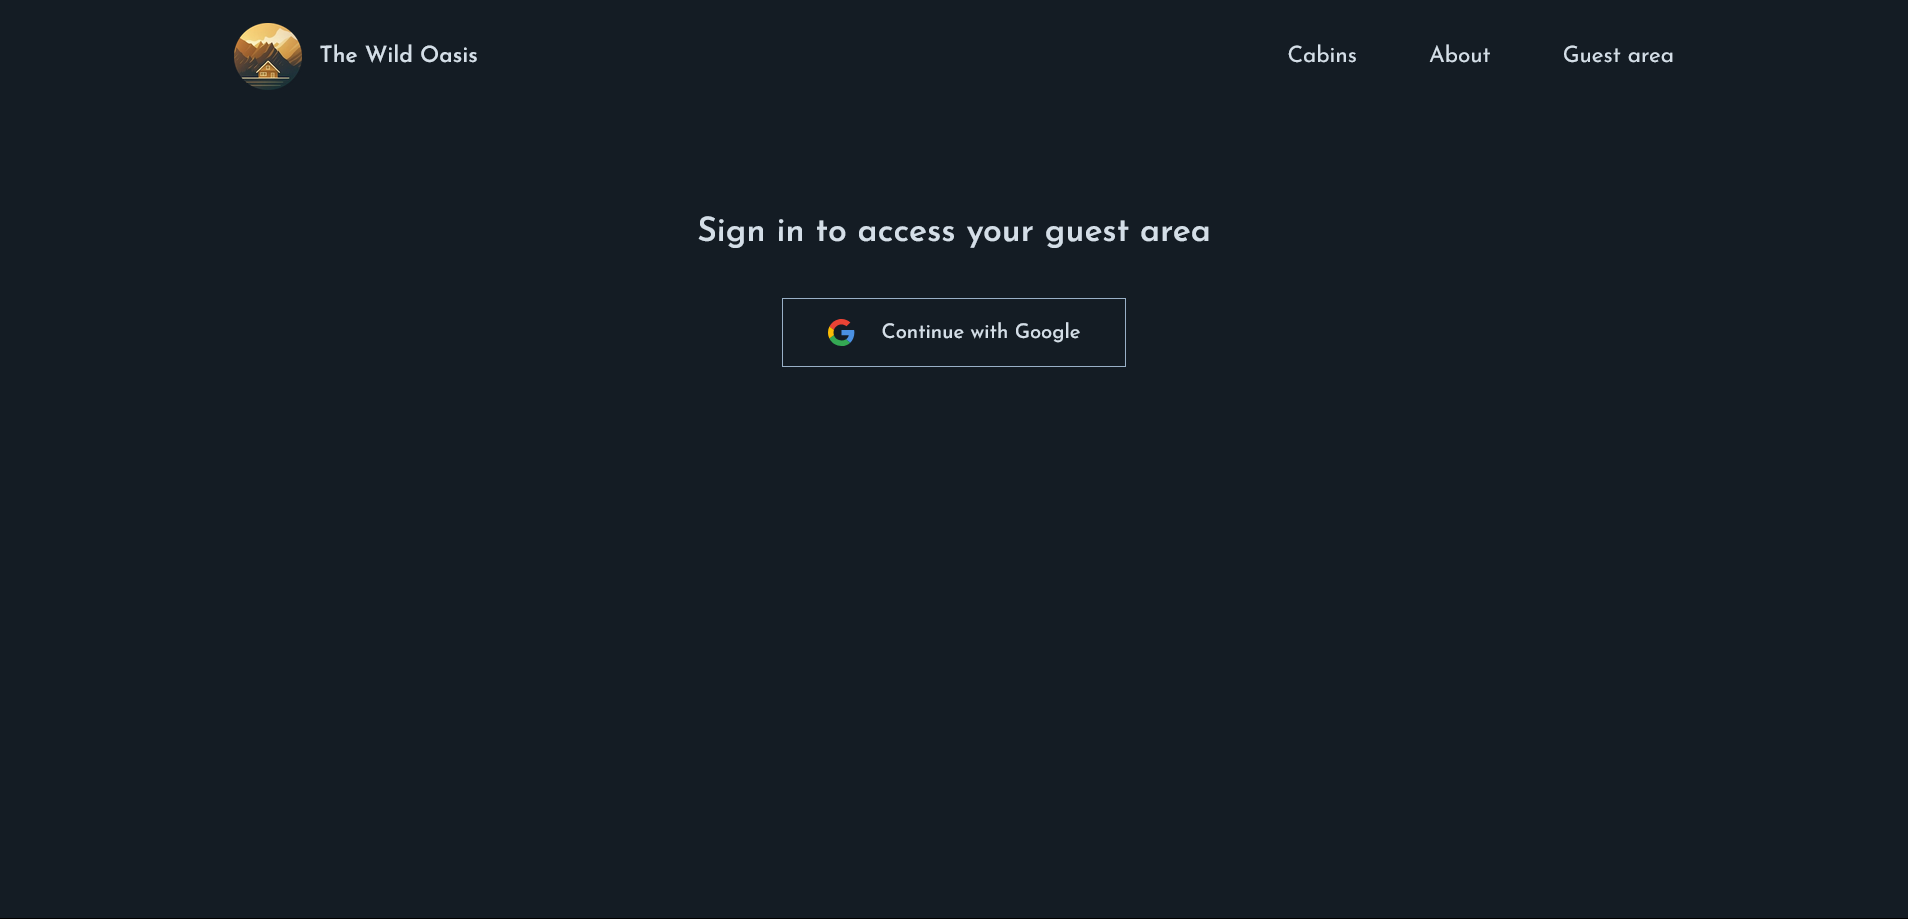 The Wild Oasis
Cabins
About
Guest area
Sign in to access your guest area
Continue with Google